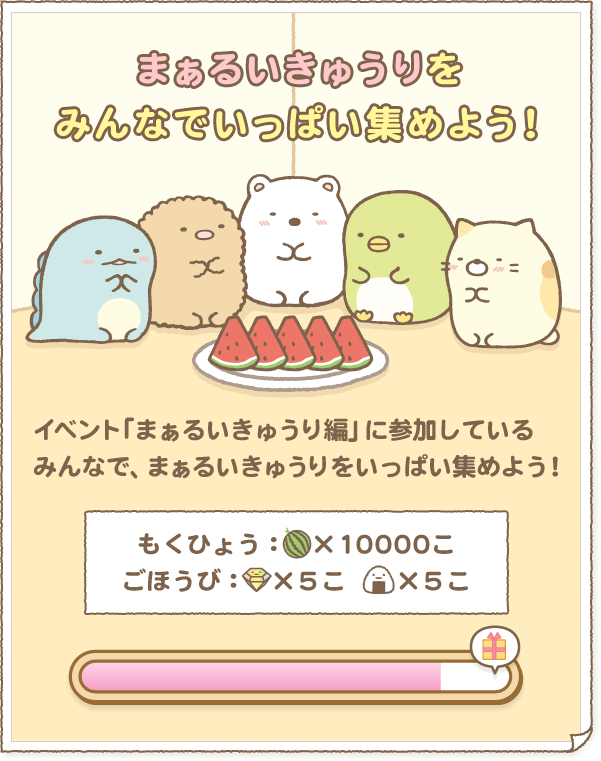 まぁるいきゅうりを
みんなでいっぱい集めよう！
イベント「まぁるいきゅうり編」に参加している
みんなで、まぁるいきゅうりをいっぱい集めよう！
もくひょう：×10000こ
ごほうび：×5こ ×5こ